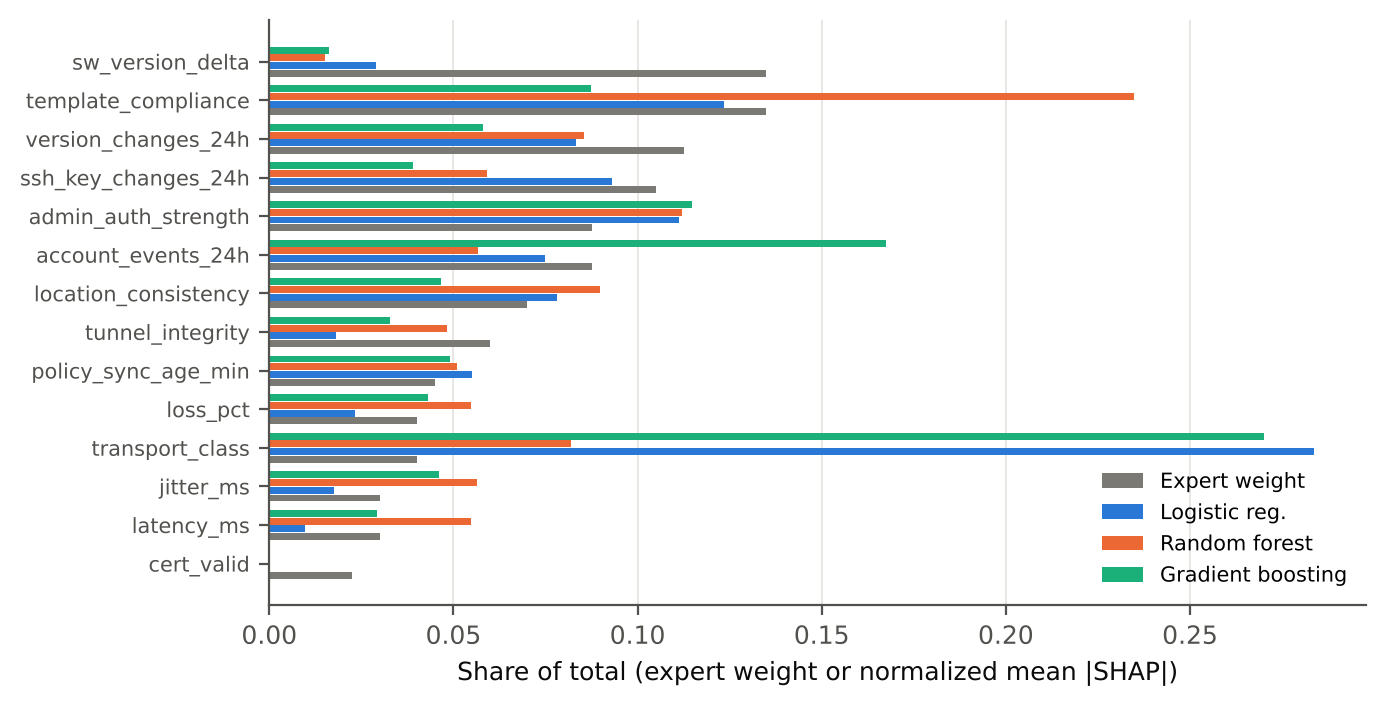 sw_version_delta
template_compliance
version_changes_24h
ssh_key_changes_24h
admin_auth_strength
account_events_24h
location_consistency
tunnel_integrity
policy_sync_age_min
loss_pct
transport_class
jitter_ms
latency_ms
cert_valid
Expert weight
Logistic reg.
Random forest
Gradient boosting
0.00 0.05 0.10 0.15 0.20 0.25
Share of total (expert weight or normalized mean |SHAP|)